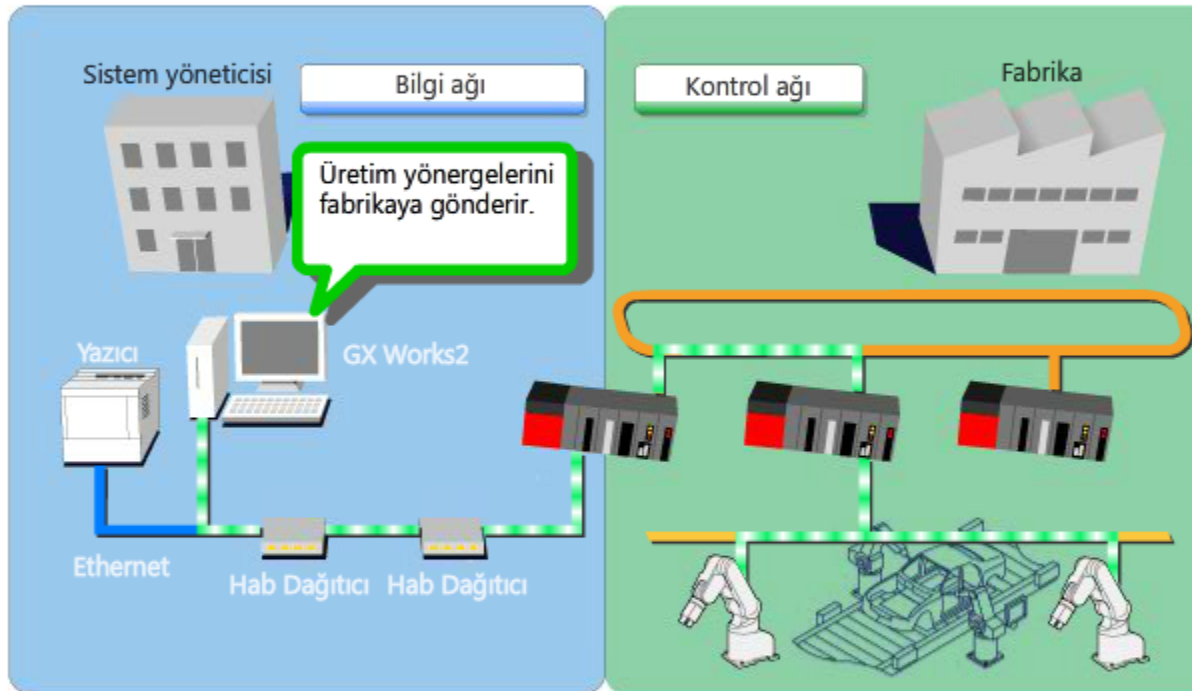 Sistem yöneticisi
Bilgi ağı
Kontrol ağı
Fabrika
Üretim yönergelerini
fabrikaya gönderir.
Yazıcı
GX Works2
Ethernet
Hab Dağıtıcı
Hab Dağıtıcı